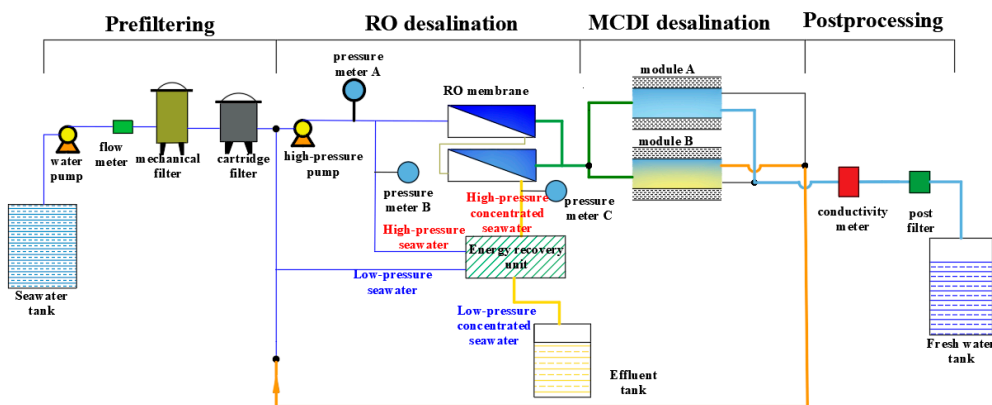 Prefiltering
RO desalination
MCDI desalination
Postprocessing
pressure
meter A
RO membrane
module A
flow
meter
water
pump
mechanical
filter
cartridge
filter
high-pressure
pump
pressure
meter B
module B
High-pressure
concentrated
seawater
pressure
meter C
High-pressure
seawater
Energy recovery
unit
Low-pressure
seawater
Low-pressure
concentrated
seawater
Seawater
tank
Effluent
tank
conductivity
meter
post
filter
Fresh water
tank